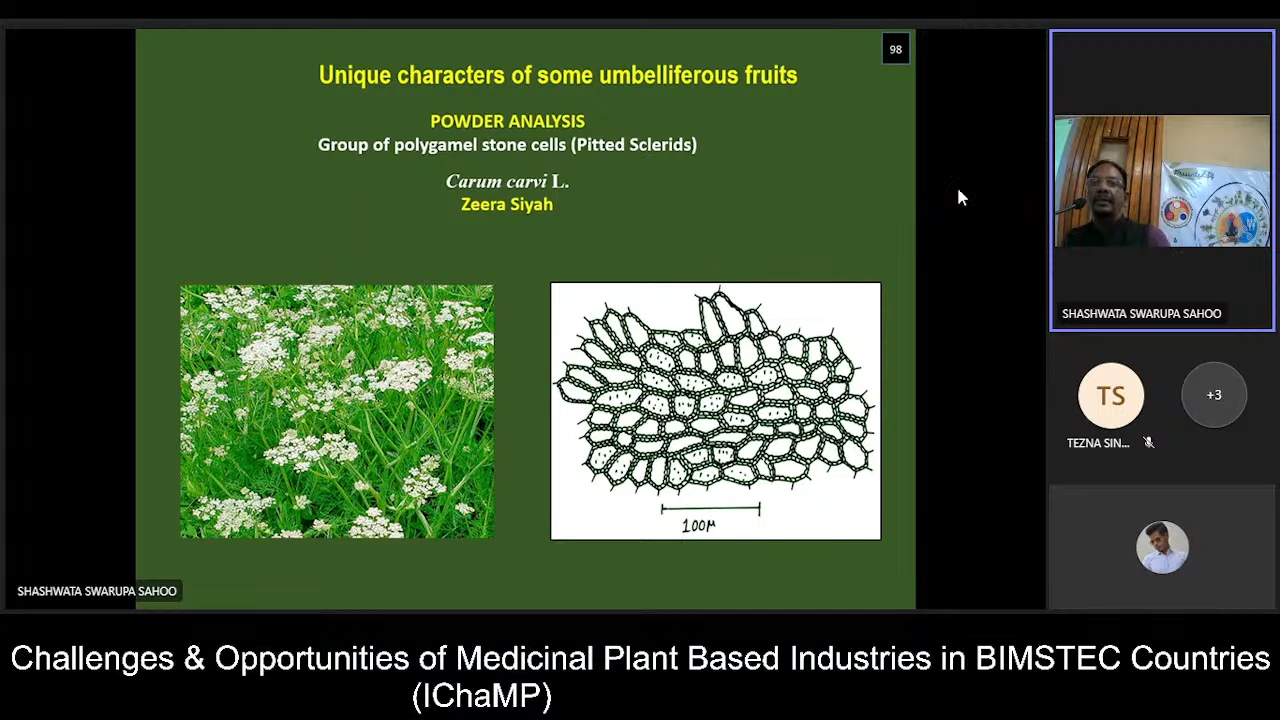 98
Unique characters of some umbelliferous fruits
POWDER ANALYSIS
Group of polygamel stone cells (Pitted Sclerids)
Carum carvi L.
Zeera Siyah
100μ
Presented By
SHASHWATA SWARUPA SAHOO
TS
+3
TEZNA SIN...
SHASHWATA SWARUPA SAHOO
Challenges & Opportunities of Medicinal Plant Based Industries in BIMSTEC Countries
(IChaMP)